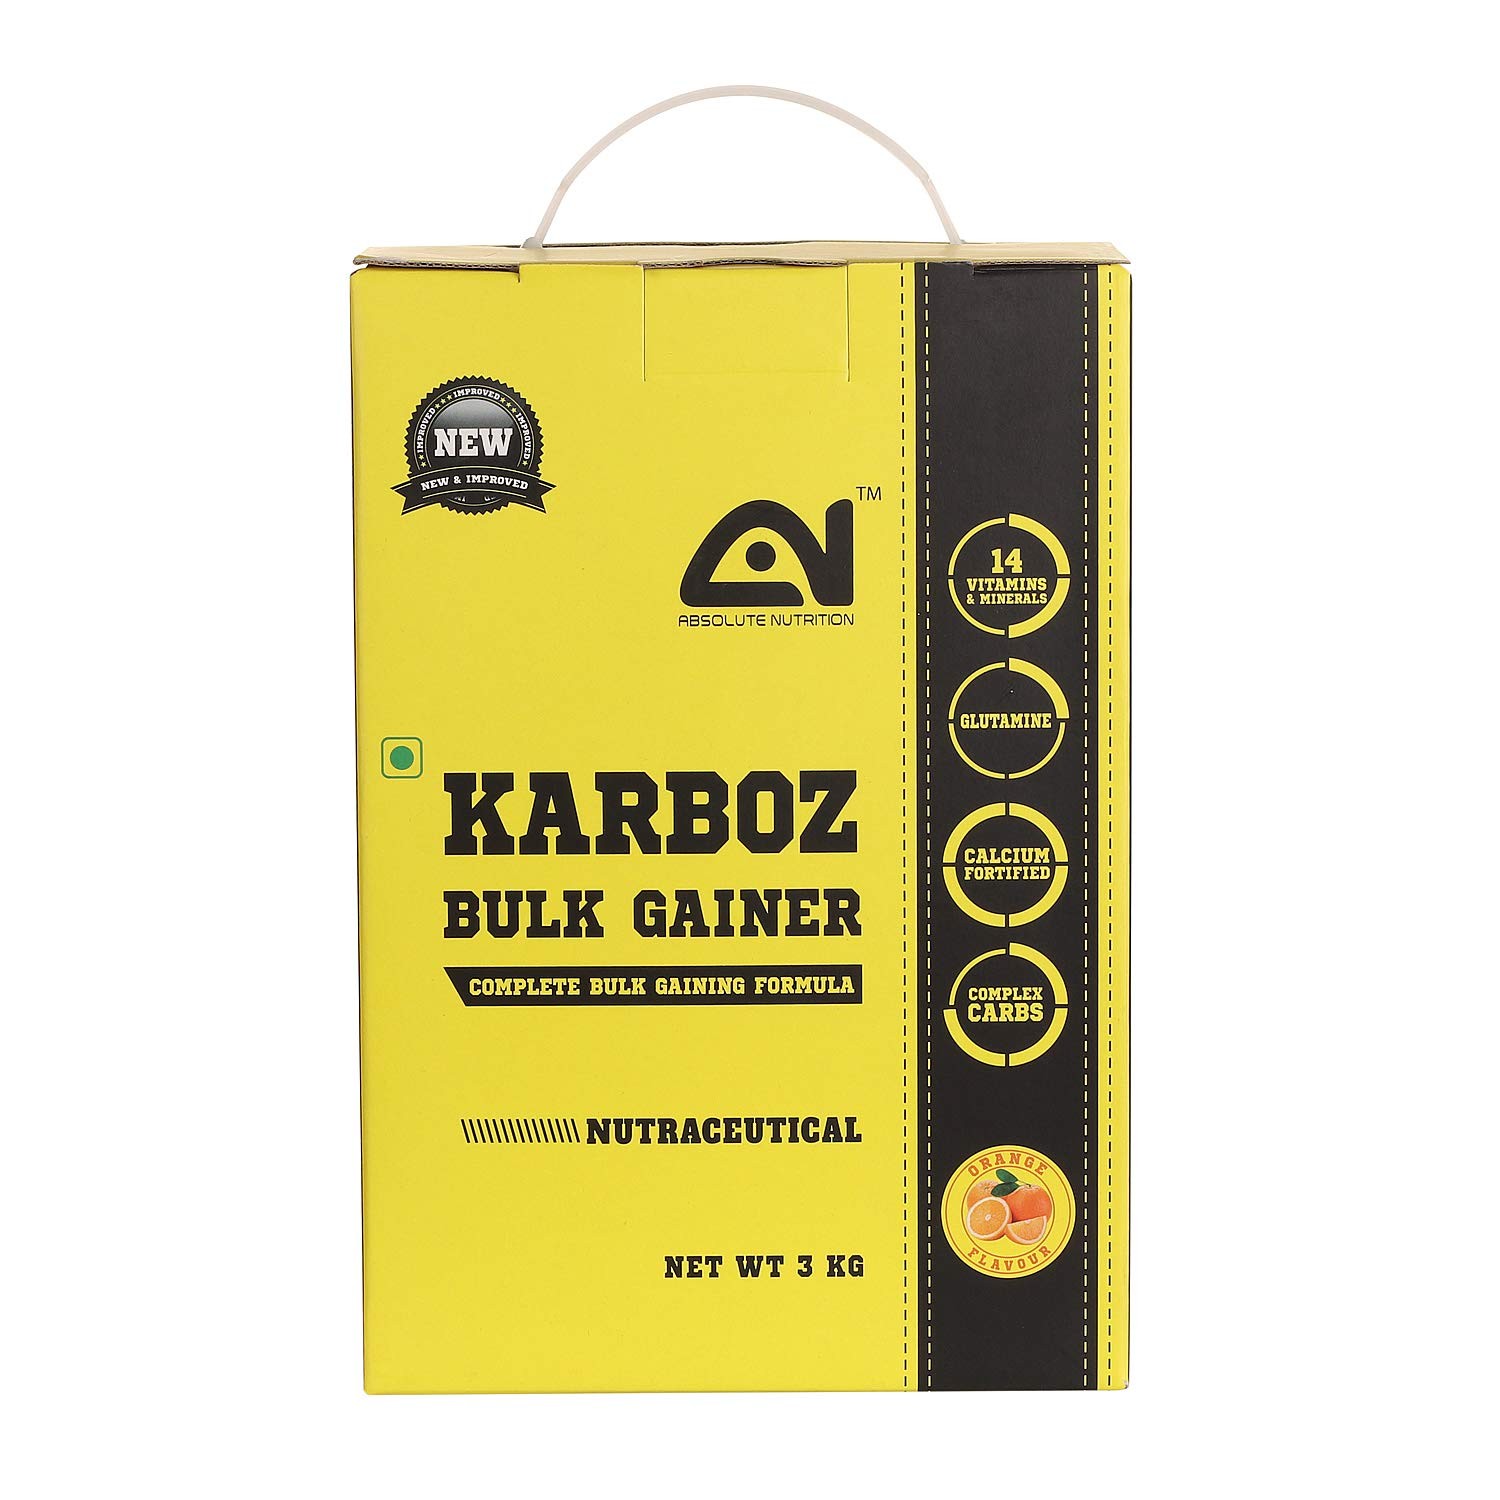 IMPROVED
IMPROVED
IMPROVED
NEW
NEW & IMPROVED
TM
ABSOLUTE NUTRITION
KARBOZ
BULK GAINER
COMPLETE BULK GAINING FORMULA
NUTRACEUTICAL
NET WT 3 KG
14
VITAMINS
& MINERALS
GLUTAMINE
CALCIUM
FORTIFIED
COMPLEX
CARBS
ORANGE
FLAVOUR